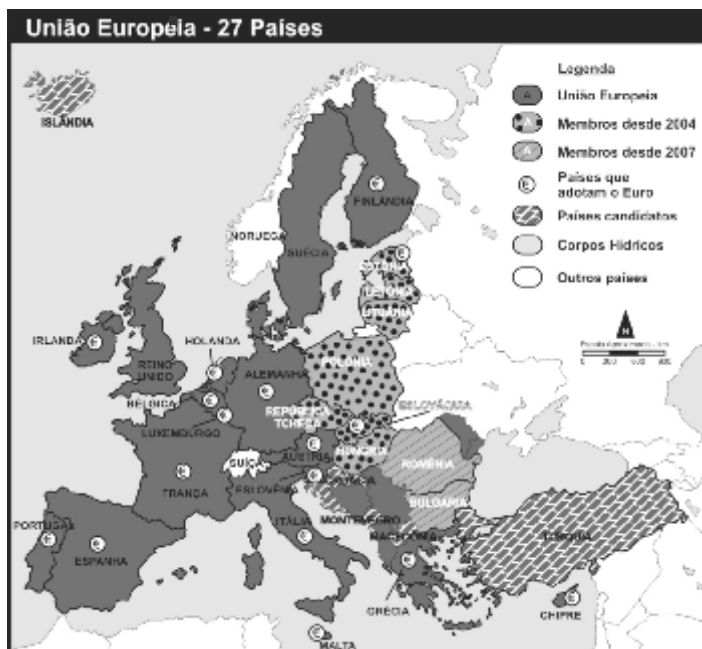 União Europeia - 27 Países
Legenda
A
União Europeia
A
Membros desde 2004
A
Membros desde 2007
€
Países que
adotam o Euro
Países candidatos
Corpos Hídricos
Outros países
N
ISLÂNDIA
€
FINLÂNDIA
NORUEGA
SUÉCIA
€
ESTÔNIA
LETÔNIA
LITUÂNIA
IRLANDA
€
HOLANDA
€
REINO
UNIDO
ALEMANHA
€
POLÔNIA
BÉLGICA
€
LUXEMBURGO
€
REPÚBLICA
TCHECA
€
ESLOVÁQUIA
SUÍÇA
ÁUSTRIA
€
HUNGRIA
ROMÊNIA
FRANÇA
€
ESLOVÊNIA
€
BULGÁRIA
MONTENEGRO
MACEDÔNIA
PORTUGAL
€
ESPANHA
€
ITÁLIA
€
TURQUIA
€
GRÉCIA
€
CHIPRE
€
MALTA